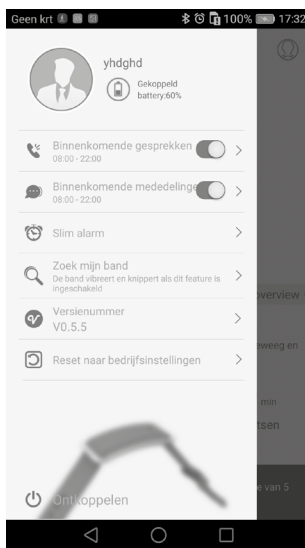 Geen krt 100% 17:32
yhdghd
Gekoppeld
battery:60%
Binnenkomende gesprekken
08:00 - 22:00
Binnenkomende mededelinge
08:00 - 22:00
Slim alarm
Zoek mijn band
De band vibreert en knippert als dit feature is
ingeschakeld
overview
Versienummer
V0.5.5
eweeg en
Reset naar bedrijfsinstellingen
min
tsen
e van 5
Ontkoppelen